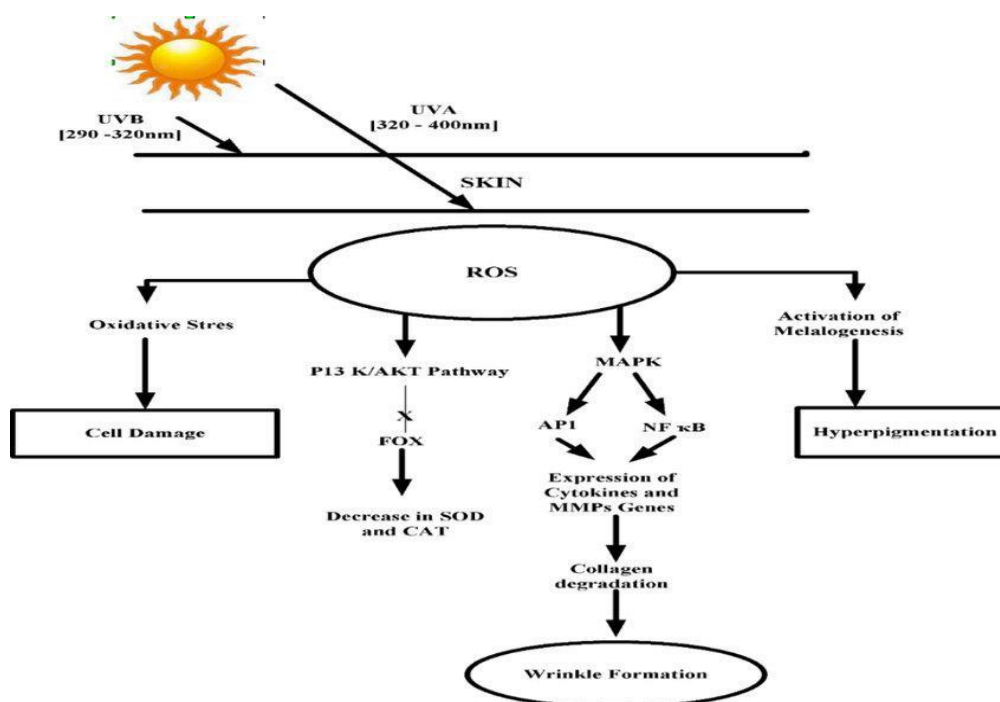 UVB
[290 -320nm]
UVA
[320 - 400nm]
SKIN
ROS
Oxidative Stres
Cell Damage
P13 K/AKT Pathway
X
FOX
Decrease in SOD
and CAT
MAPK
AP1
NF κB
Expression of
Cytokines and
MMPs Genes
Collagen
degradation
Wrinkle Formation
Activation of
Melalogenesis
Hyperpigmentation